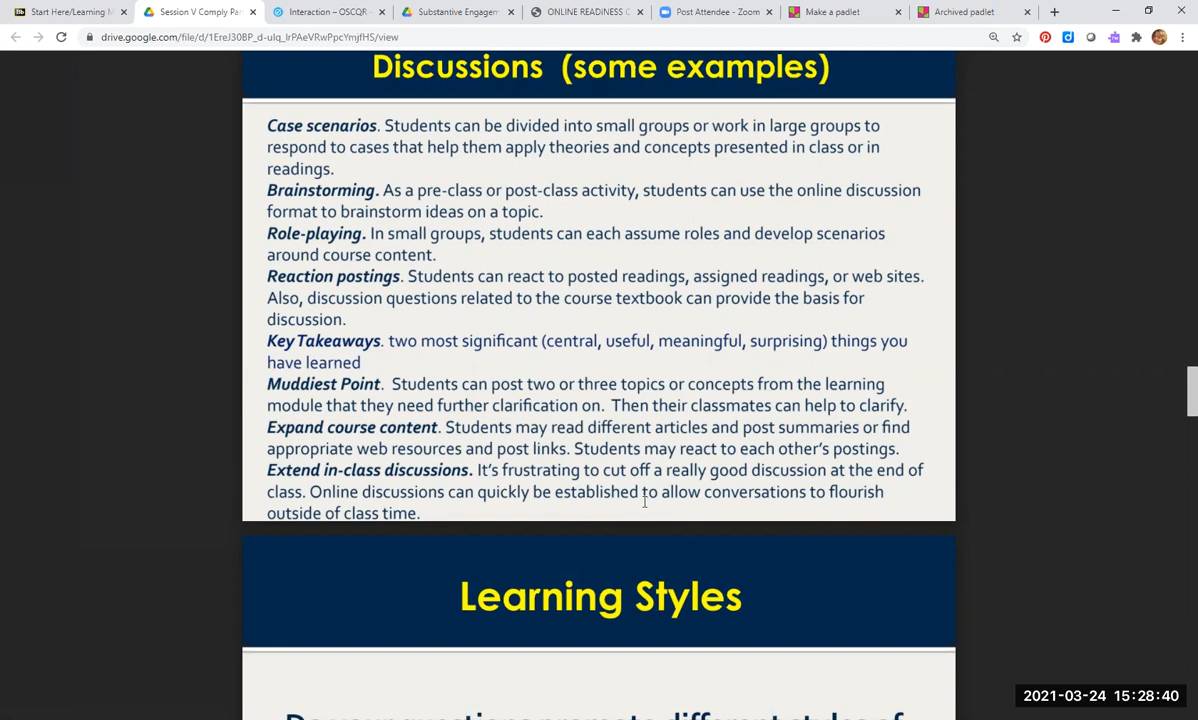 Start Here/Learning M
Session V Comply Pa
Interaction – OSCQR -
Substantive Engagem
ONLINE READINESS C
Post Attendee - Zoom
Make a padlet
Archived padlet
drive.google.com/file/d/1EreJ30BP_d-uIq_IrPAeVRwPpcYmjfHS/view
Discussions (some examples)
Case scenarios. Students can be divided into small groups or work in large groups to
respond to cases that help them apply theories and concepts presented in class or in
readings.
Brainstorming. As a pre-class or post-class activity, students can use the online discussion
format to brainstorm ideas on a topic.
Role-playing. In small groups, students can each assume roles and develop scenarios
around course content.
Reaction postings. Students can react to posted readings, assigned readings, or web sites.
Also, discussion questions related to the course textbook can provide the basis for
discussion.
Key Takeaways. two most significant (central, useful, meaningful, surprising) things you
have learned
Muddiest Point. Students can post two or three topics or concepts from the learning
module that they need further clarification on. Then their classmates can help to clarify.
Expand course content. Students may read different articles and post summaries or find
appropriate web resources and post links. Students may react to each other's postings.
Extend in-class discussions. It's frustrating to cut off a really good discussion at the end of
class. Online discussions can quickly be established to allow conversations to flourish
outside of class time.
Learning Styles
Do your questions promote different styles of
2021-03-24 15:28:40